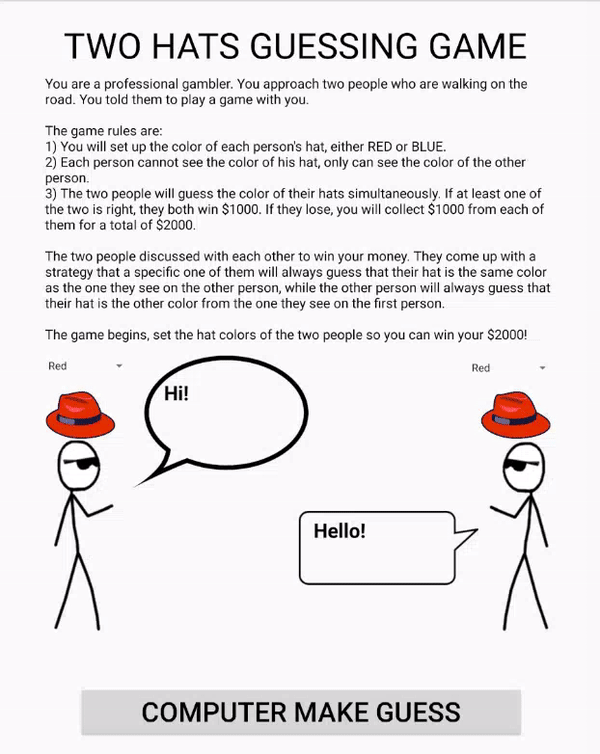 TWO HATS GUESSING GAME
You are a professional gambler. You approach two people who are walking on the
road. You told them to play a game with you.
The game rules are:
1) You will set up the color of each person's hat, either RED or BLUE.
2) Each person cannot see the color of his hat, only can see the color of the other
person.
3) The two people will guess the color of their hats simultaneously. If at least one of
the two is right, they both win $1000. If they lose, you will collect $1000 from each of
them for a total of $2000.
The two people discussed with each other to win your money. They come up with a
strategy that a specific one of them will always guess that their hat is the same color
as the one they see on the other person, while the other person will always guess that
their hat is the other color from the one they see on the first person.
The game begins, set the hat colors of the two people so you can win your $2000!
Red
Red
Hi!
Hello!
COMPUTER MAKE GUESS